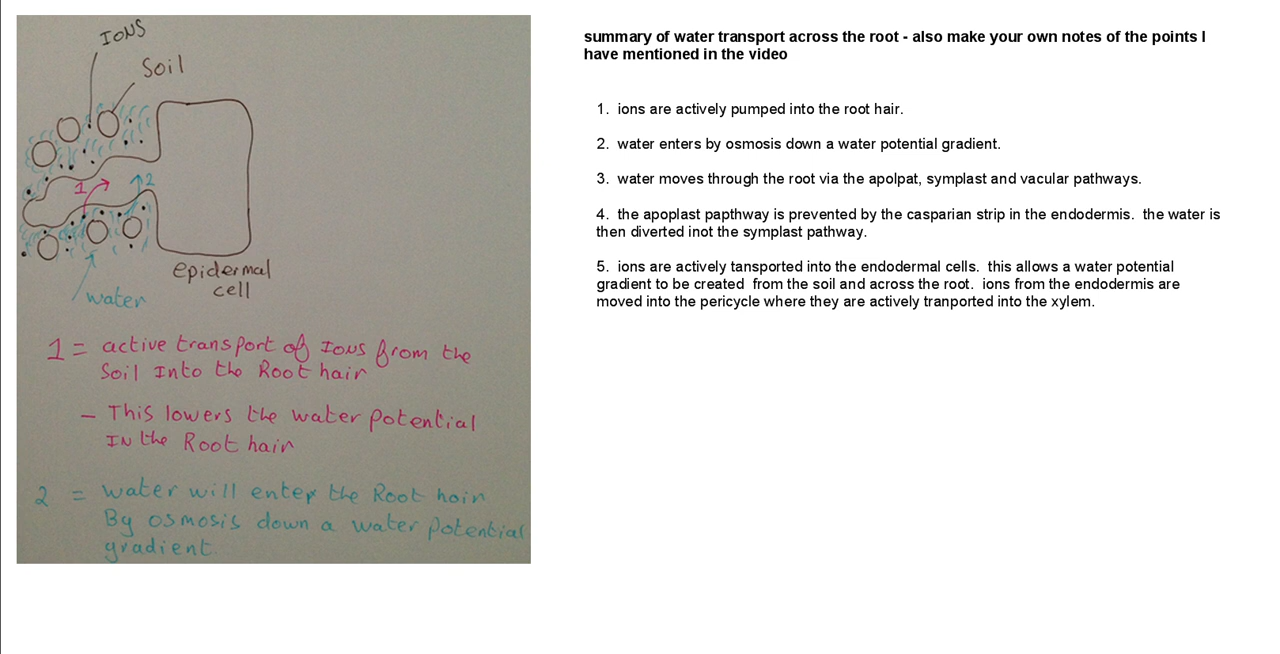 IONS
Soil
1
2
epidermal
cell
water
1 = active transport of Ions from the
Soil Into the Root hair
– This lowers the water potential
IN the Root hair
2 = water will enter the Root hair
By osmosis down a water potential
gradient.
summary of water transport across the root - also make your own notes of the points I
have mentioned in the video
1. ions are actively pumped into the root hair.
2. water enters by osmosis down a water potential gradient.
3. water moves through the root via the apolpat, symplast and vacular pathways.
4. the apoplast papthway is prevented by the casparian strip in the endodermis. the water is
then diverted inot the symplast pathway.
5. ions are actively tansported into the endodermal cells. this allows a water potential
gradient to be created from the soil and across the root. ions from the endodermis are
moved into the pericycle where they are actively tranported into the xylem.